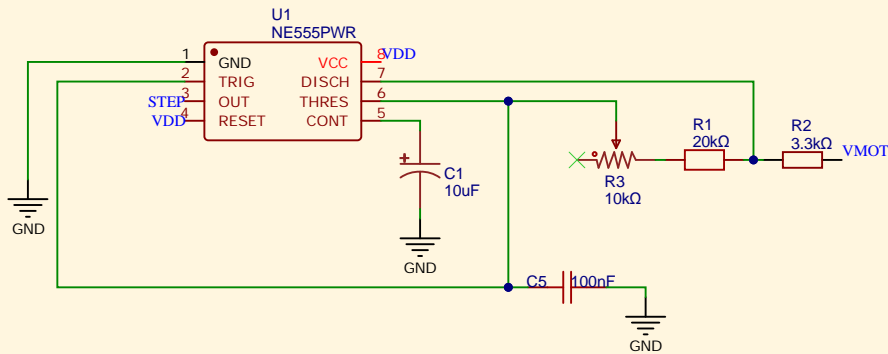 U1
NE555PWR
1 GND VCC 8 VDD
2 TRIG DISCH 7
STEP 3 OUT THRES 6
VDD 4 RESET CONT 5
C1
10uF
R1
20kΩ
R2
3.3kΩ
VMOT
R3
10kΩ
GND
GND
C5 100nF
GND